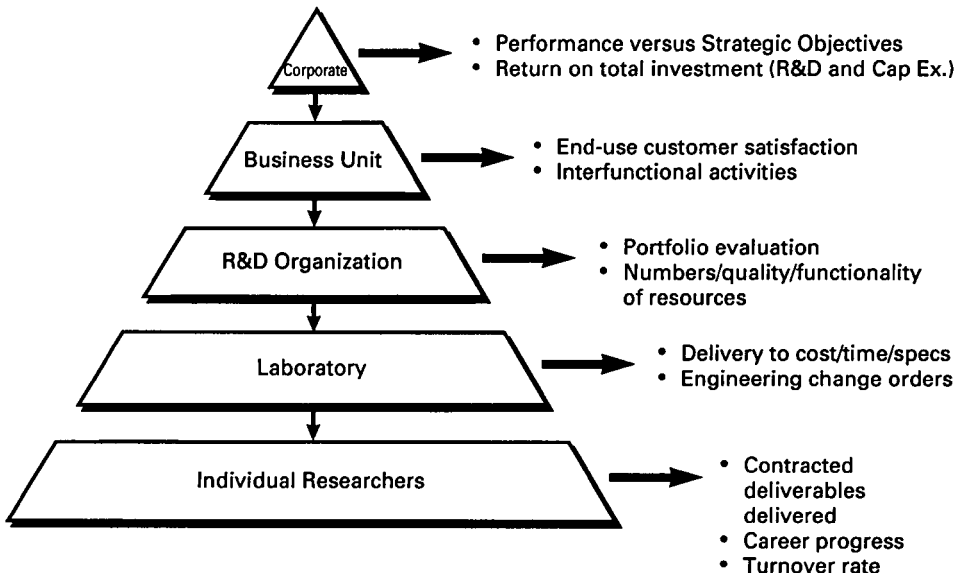 Corporate
• Performance versus Strategic Objectives
• Return on total investment (R&D and Cap Ex.)
Business Unit
• End-use customer satisfaction
• Interfunctional activities
R&D Organization
• Portfolio evaluation
• Numbers/quality/functionality
of resources
Laboratory
• Delivery to cost/time/specs
• Engineering change orders
Individual Researchers
• Contracted
deliverables
delivered
• Career progress
• Turnover rate